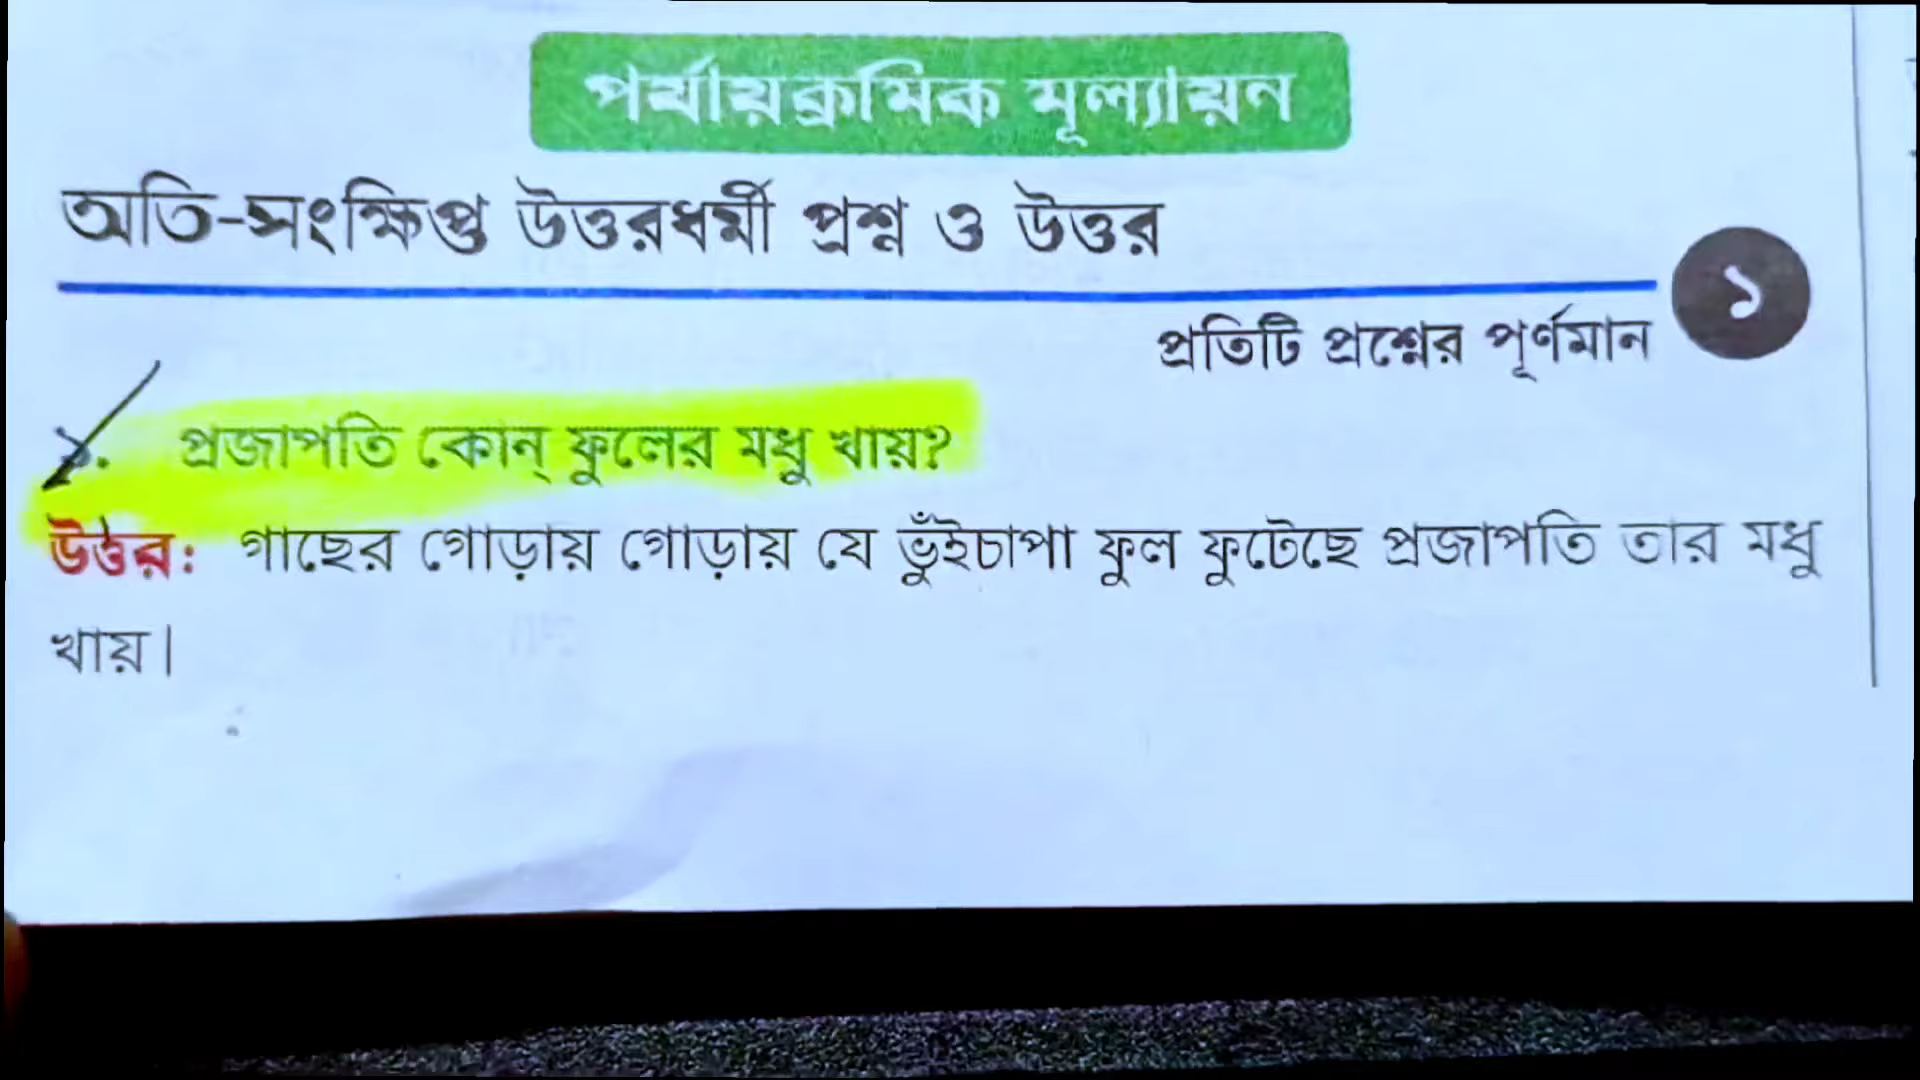 পর্যায়ক্রমিক মূল্যায়ন
অতি-সংক্ষিপ্ত উত্তরধর্মী প্রশ্ন ও উত্তর
১
প্রতিটি প্রশ্নের পূর্ণমান
১. প্রজাপতি কোন্ ফুলের মধু খায়?
উত্তর: গাছের গোড়ায় গোড়ায় যে ভুঁইচাপা ফুল ফুটেছে প্রজাপতি তার মধু
খায়।